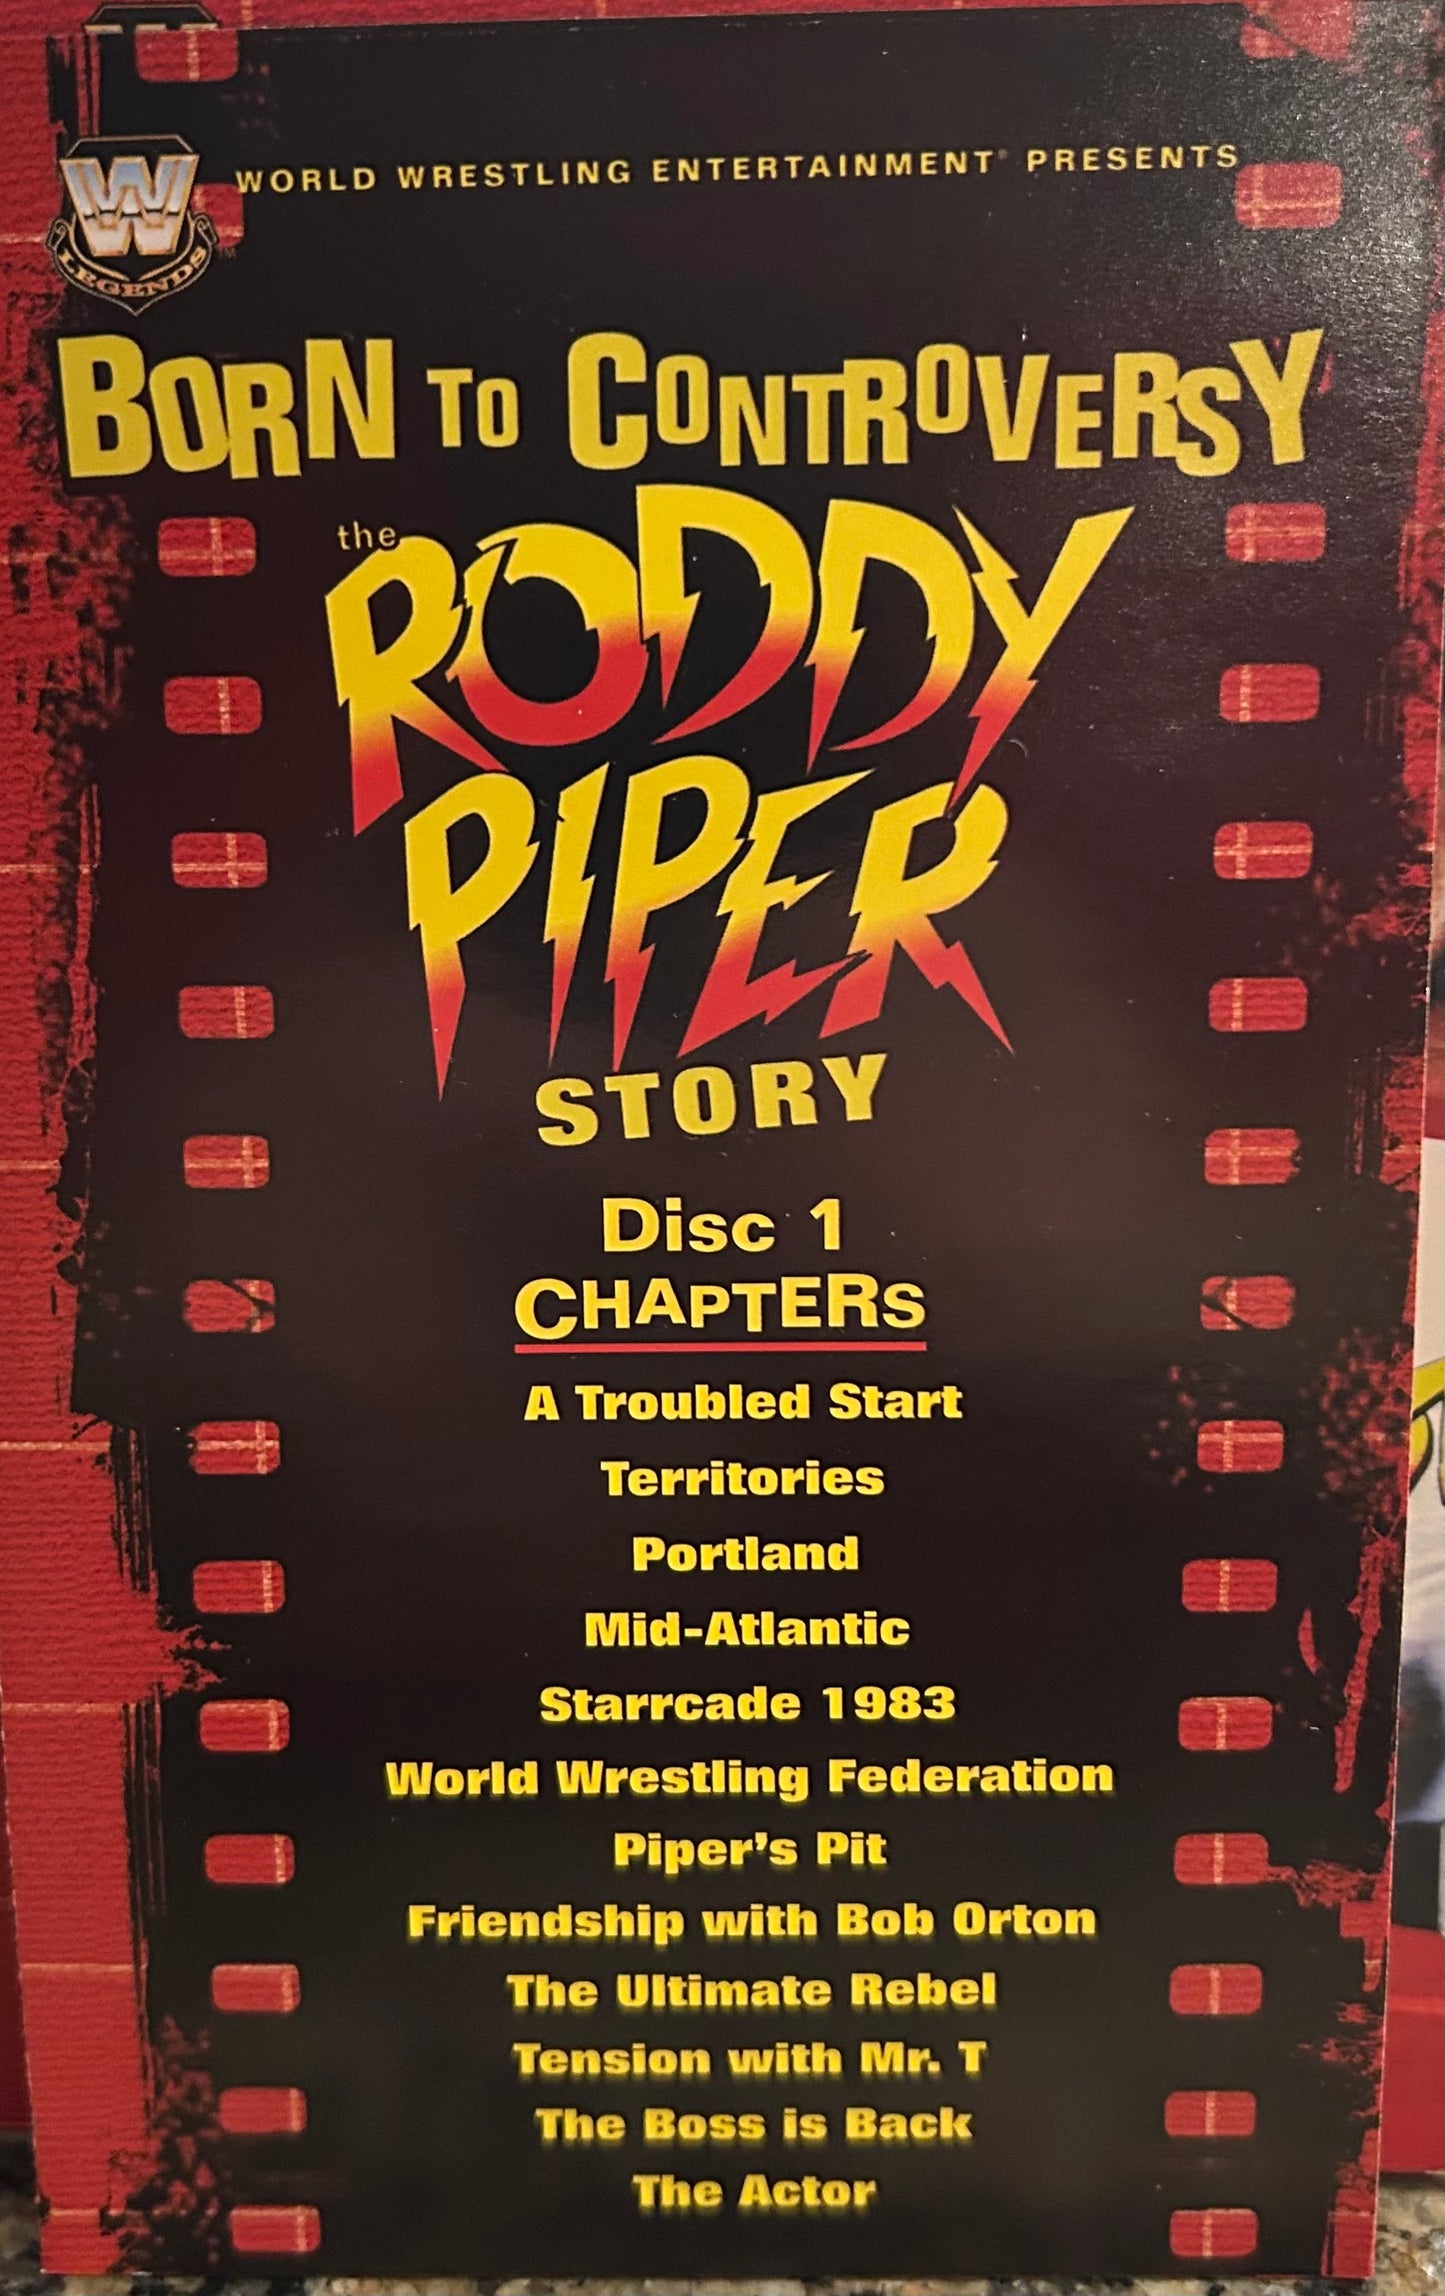 WORLD WRESTLING ENTERTAINMENT® PRESENTS
W
LEGENDS™
BORN TO CONTROVERSY
the
RODDY
PIPER
STORY
Disc 1
CHAPTERS
A Troubled Start
Territories
Portland
Mid-Atlantic
Starrcade 1983
World Wrestling Federation
Piper's Pit
Friendship with Bob Orton
The Ultimate Rebel
Tension with Mr. T
The Boss is Back
The Actor